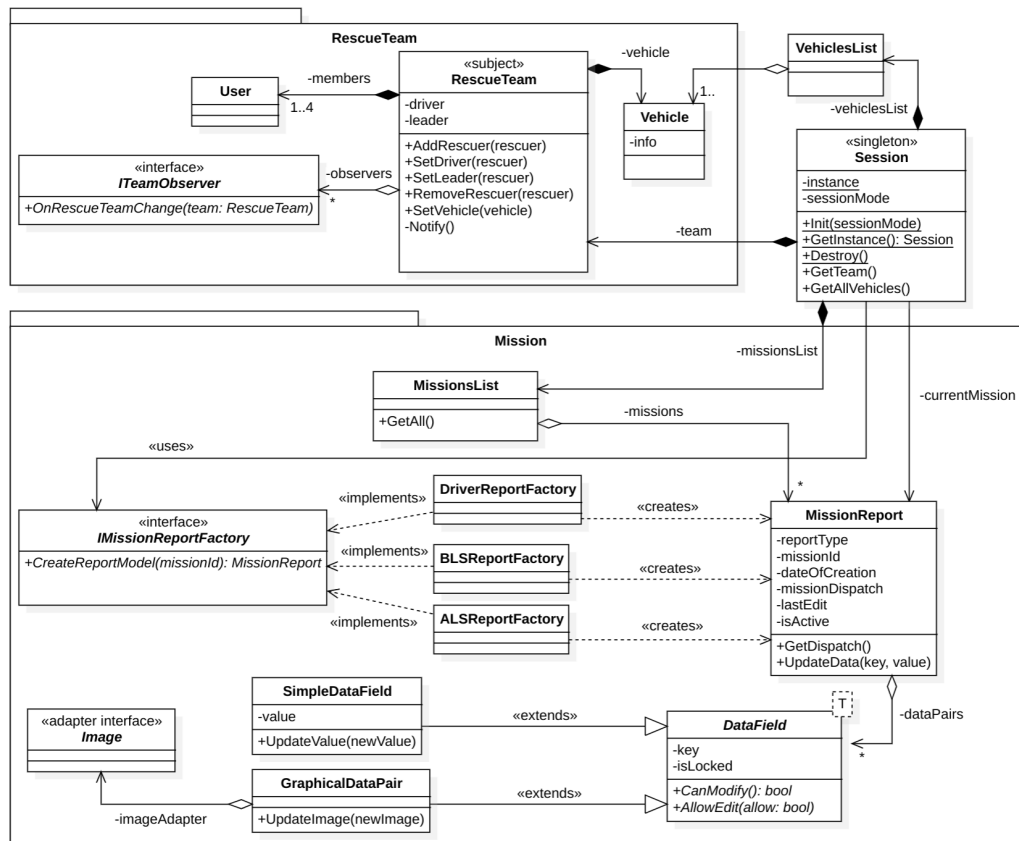 RescueTeam
User
-members
1..4
«subject»
RescueTeam
-driver
-leader
+AddRescuer(rescuer)
+SetDriver(rescuer)
+SetLeader(rescuer)
+RemoveRescuer(rescuer)
+SetVehicle(vehicle)
-Notify()
-vehicle
1..
Vehicle
-info
VehiclesList
-vehiclesList
«interface»
ITeamObserver
+OnRescueTeamChange(team: RescueTeam)
-observers
*
-team
«singleton»
Session
-instance
-sessionMode
+Init(sessionMode)
+GetInstance(): Session
+Destroy()
+GetTeam()
+GetAllVehicles()
Mission
-missionsList
MissionsList
+GetAll()
-missions
*
-currentMission
«uses»
«interface»
IMissionReportFactory
+CreateReportModel(missionId): MissionReport
«implements»
DriverReportFactory
«creates»
«implements»
BLSReportFactory
«creates»
«implements»
ALSReportFactory
«creates»
MissionReport
-reportType
-missionId
-dateOfCreation
-missionDispatch
-lastEdit
-isActive
+GetDispatch()
+UpdateData(key, value)
-dataPairs
*
SimpleDataField
-value
+UpdateValue(newValue)
«extends»
T
DataField
-key
-isLocked
+CanModify(): bool
+AllowEdit(allow: bool)
«adapter interface»
Image
-imageAdapter
GraphicalDataPair
+UpdateImage(newImage)
«extends»